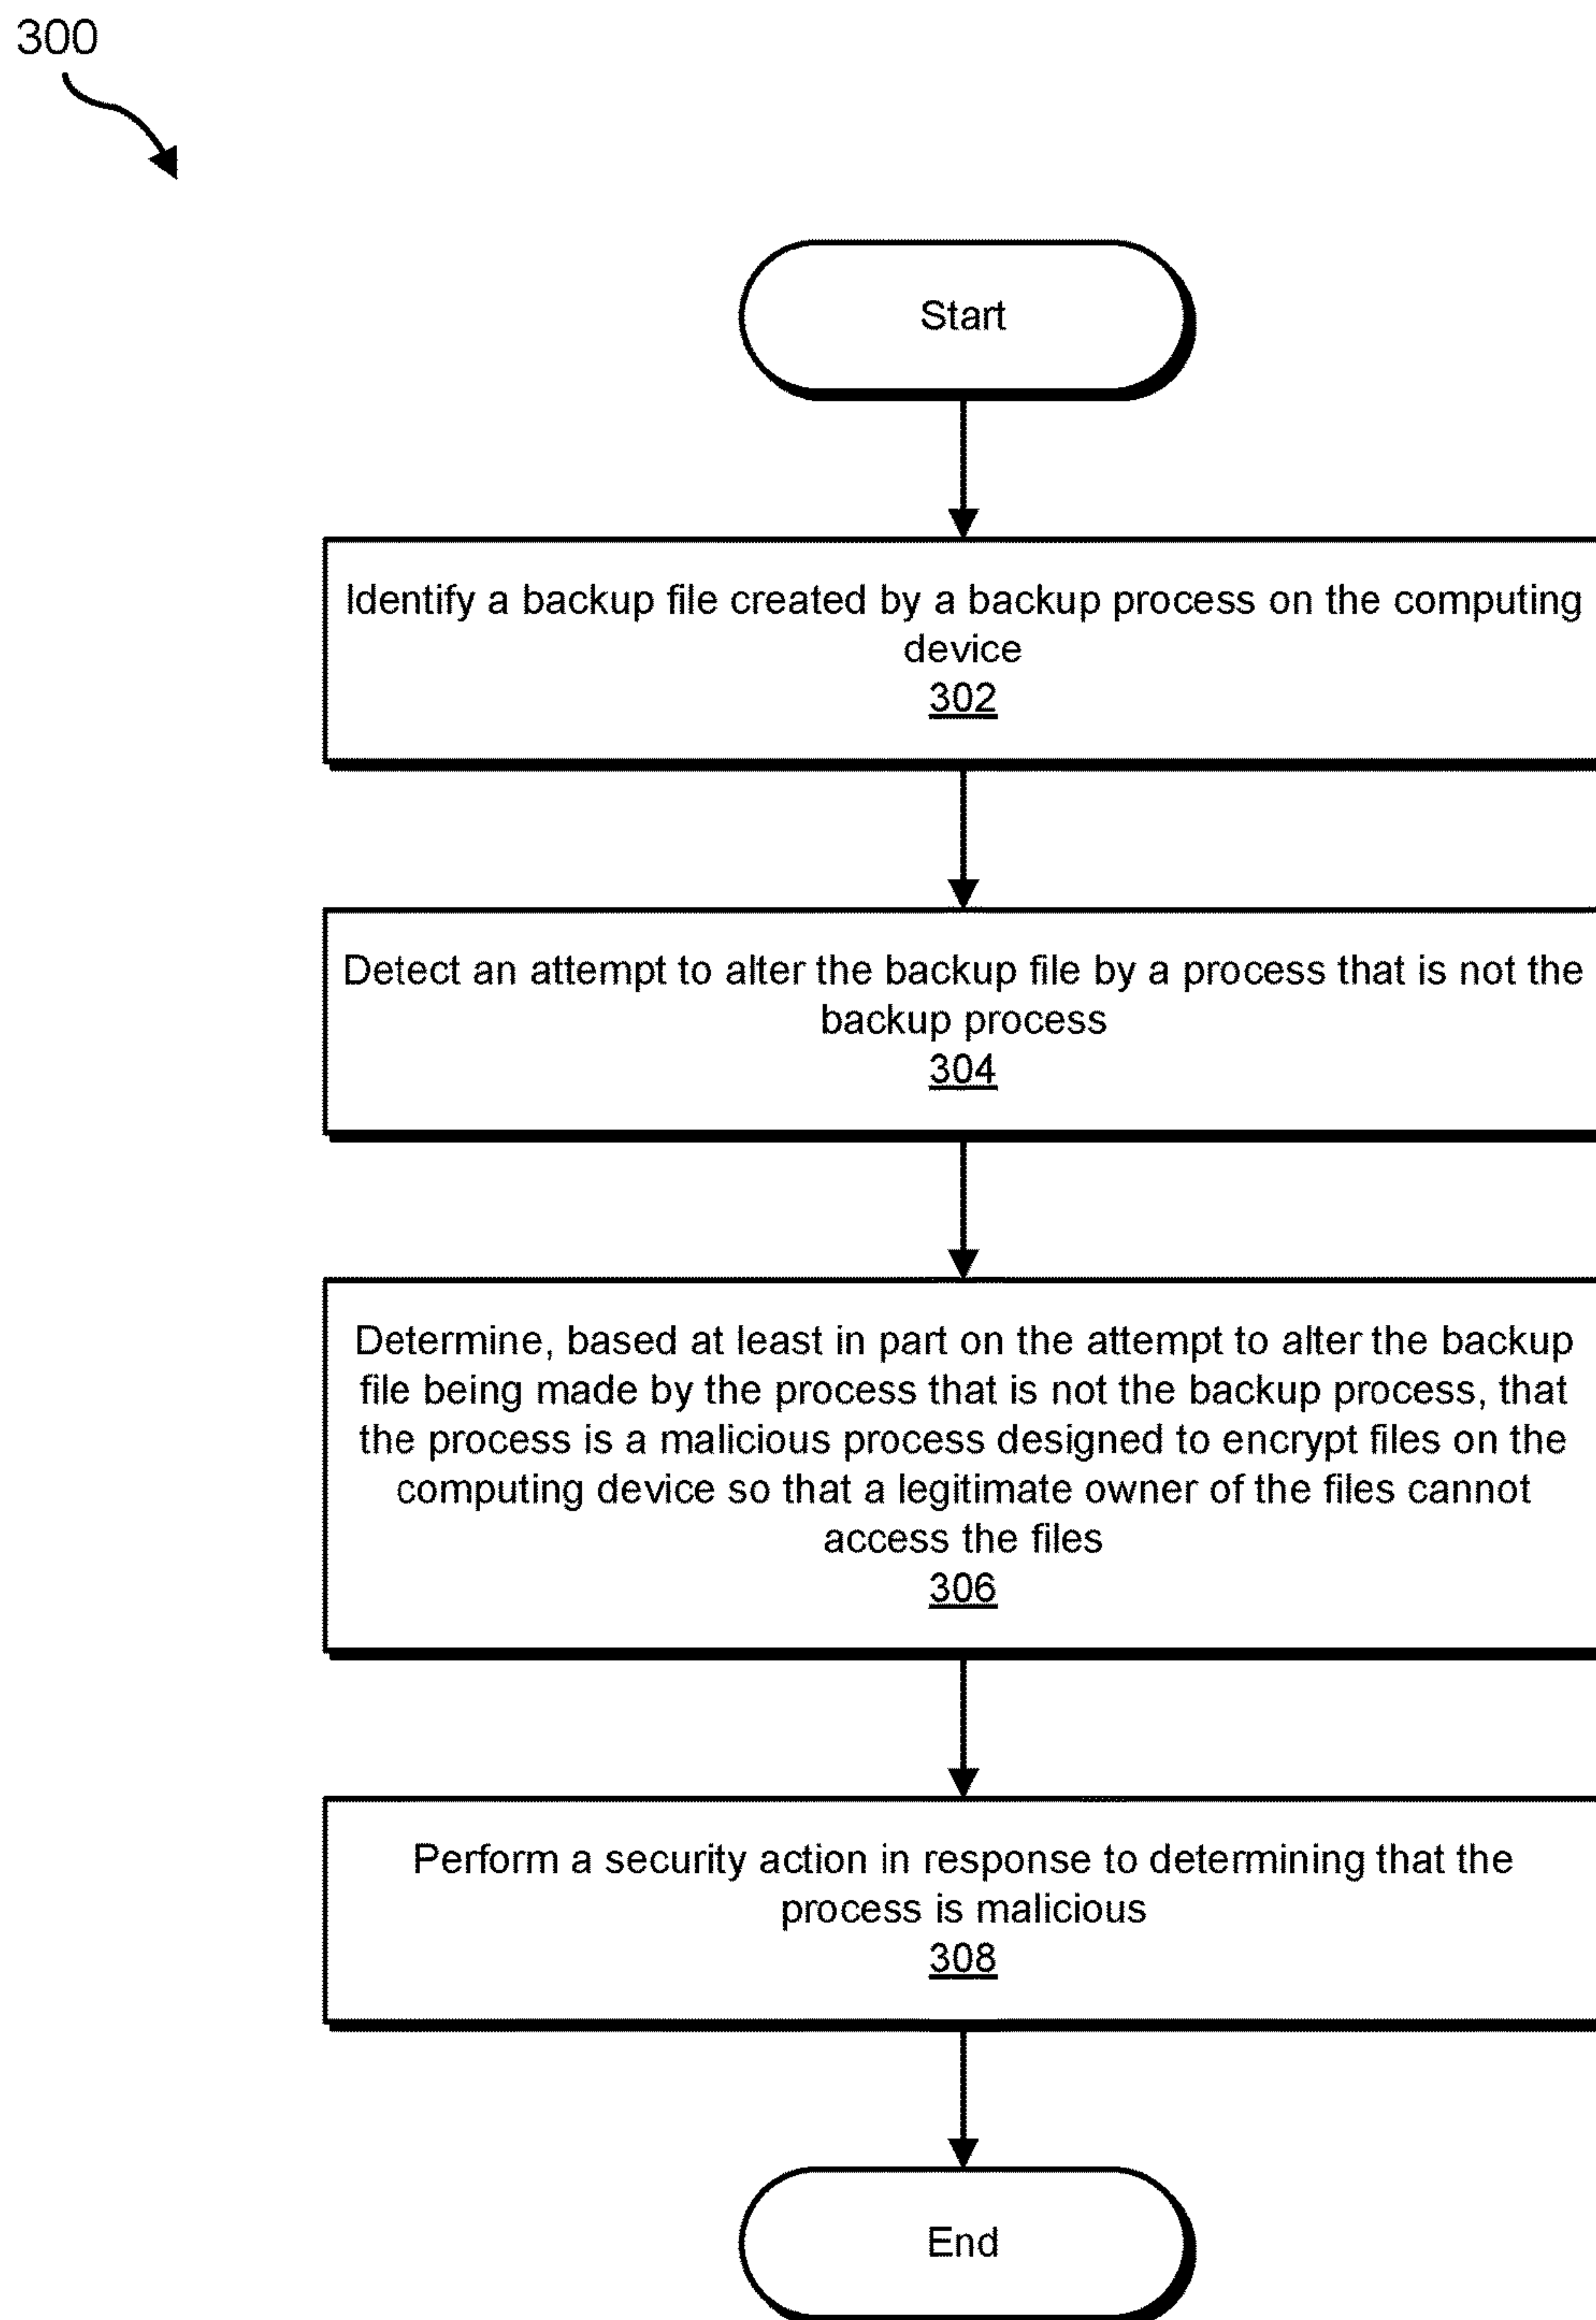 300
Start
Identify a backup file created by a backup process on the computing
device
302
Detect an attempt to alter the backup file by a process that is not the
backup process
304
Determine, based at least in part on the attempt to alter the backup
file being made by the process that is not the backup process, that
the process is a malicious process designed to encrypt files on the
computing device so that a legitimate owner of the files cannot
access the files
306
Perform a security action in response to determining that the
process is malicious
308
End